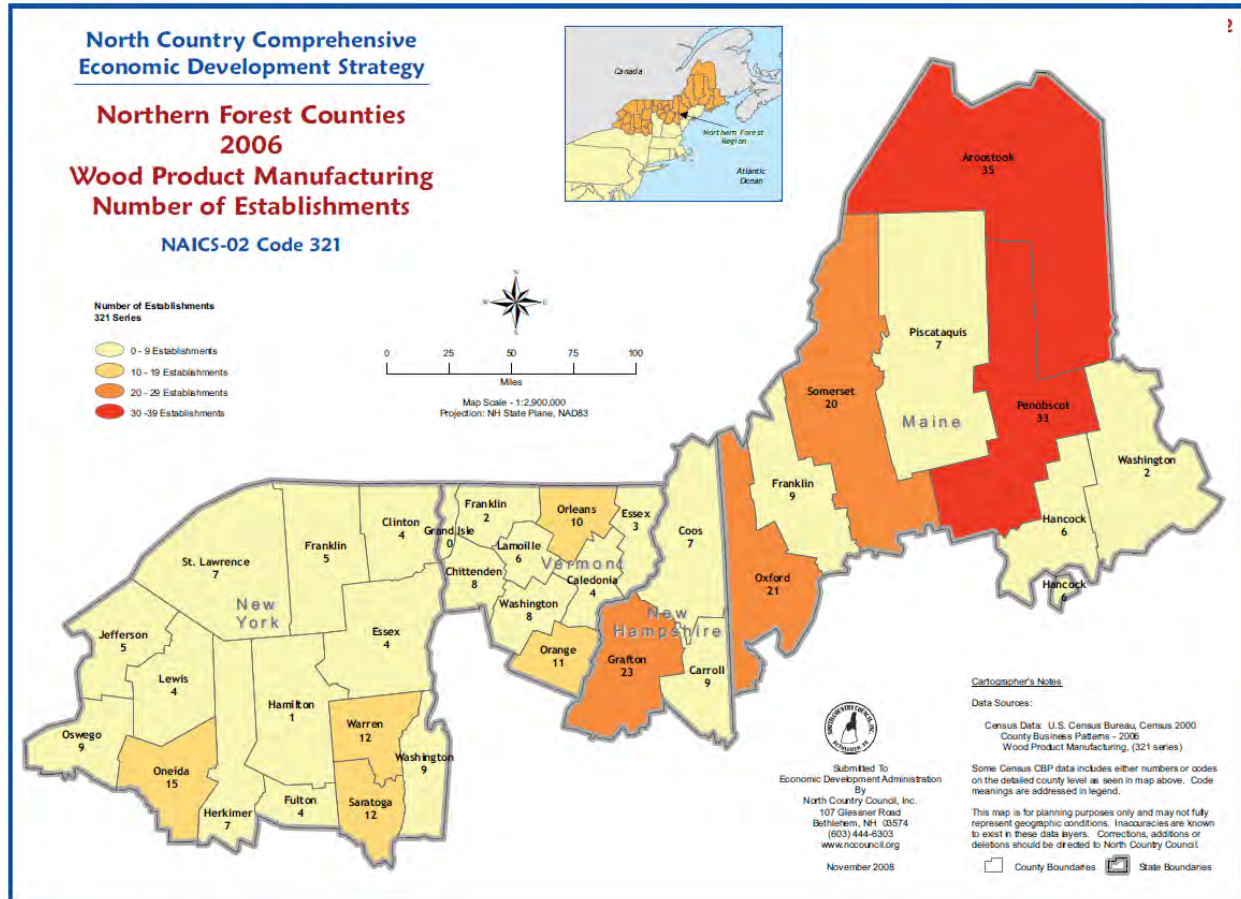 2
North Country Comprehensive
Economic Development Strategy
Northern Forest Counties
2006
Wood Product Manufacturing
Number of Establishments
NAICS-02 Code 321
Canada
Northern Forest
Region
Atlantic
Ocean
Number of Establishments
321 Series
0 - 9 Establishments
10 - 19 Establishments
20 - 29 Establishments
30 -39 Establishments
N
W
E
S
0 25 50 75 100
Miles
Map Scale - 1:2,900,000
Projection: NH State Plane, NAD83
Aroostook
35
Piscataquis
7
Somerset
20
Maine
Penobscot
33
Washington
2
Franklin
9
Hancock
6
Hancock
6
Oxford
21
Coos
7
New
Hampshire
Grafton
23
Carroll
9
Essex
3
Orleans
10
Franklin
2
Grand Isle
0
Lamoille
6
Vermont
Chittenden
8
Caledonia
4
Washington
8
Orange
11
Clinton
4
Franklin
5
St. Lawrence
7
New
York
Jefferson
5
Essex
4
Lewis
4
Hamilton
1
Warren
12
Oswego
9
Oneida
15
Washington
9
Herkimer
7
Fulton
4
Saratoga
12
NORTH COUNTRY COUNCIL, INC.
BETHLEHEM, NH
Submitted To
Economic Development Administration
By
North Country Council, Inc.
107 Glessner Road
Bethlehem, NH 03574
(603) 444-6303
www.nccouncil.org
November 2008
Cartographer's Notes
Data Sources:
Census Data: U.S. Census Bureau, Census 2000
County Business Patterns - 2006
Wood Product Manufacturing, (321 series)
Some Census CBP data includes either numbers or codes
on the detailed county level as seen in map above. Code
meanings are addressed in legend.
This map is for planning purposes only and may not fully
represent geographic conditions. Inaccuracies are known
to exist in these data layers. Corrections, additions or
deletions should be directed to North Country Council.
County Boundaries
State Boundaries